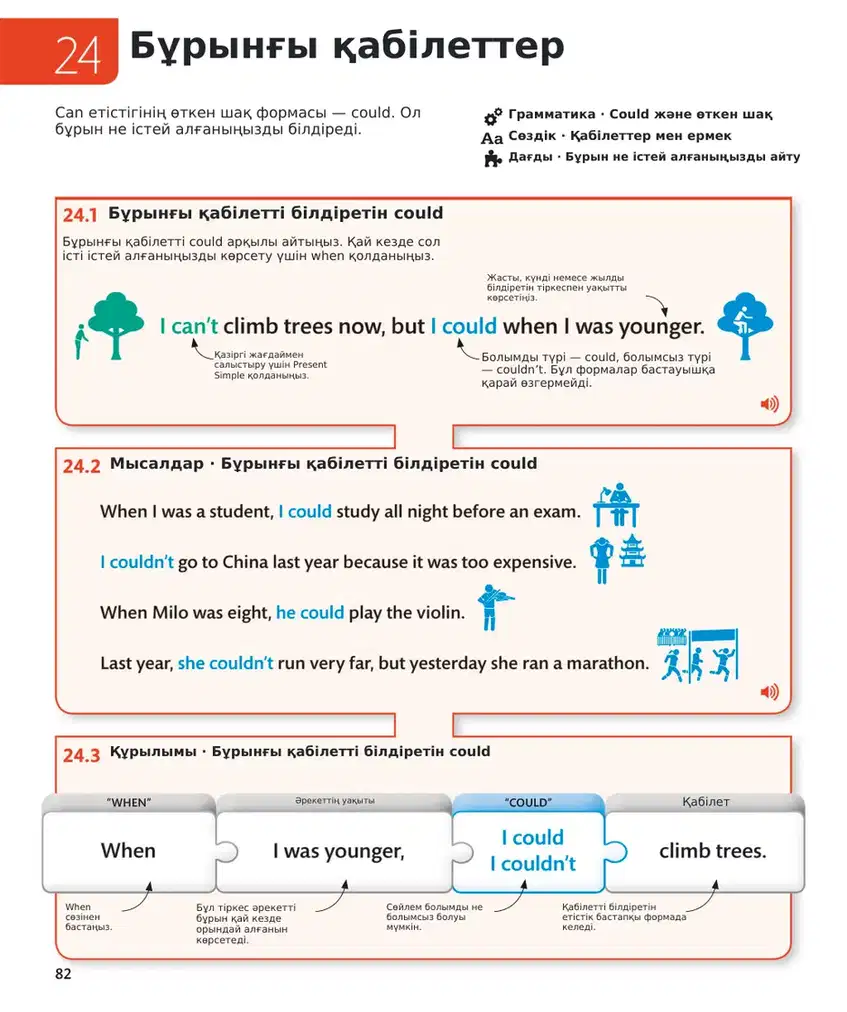 24
Бұрынғы қабілеттер
Can етістігінің өткен шақ формасы — could. Ол
бұрын не істей алғаныңызды білдіреді.
Грамматика · Could және өткен шақ
Aa Сөздік · Қабілеттер мен ермек
Дағды · Бұрын не істей алғаныңызды айту
24.1 Бұрынғы қабілетті білдіретін could
Бұрынғы қабілетті could арқылы айтыңыз. Қай кезде сол
істі істей алғаныңызды көрсету үшін when қолданыңыз.
Жасты, күнді немесе жылды
білдіретін тіркеспен уақытты
көрсетіңіз.
I can’t climb trees now, but I could when I was younger.
Қазіргі жағдаймен
салыстыру үшін Present
Simple қолданыңыз.
Болымды түрі — could, болымсыз түрі
— couldn’t. Бұл формалар бастауышқа
қарай өзгермейді.
24.2 Мысалдар · Бұрынғы қабілетті білдіретін could
When I was a student, I could study all night before an exam.
I couldn’t go to China last year because it was too expensive.
When Milo was eight, he could play the violin.
Last year, she couldn’t run very far, but yesterday she ran a marathon.
24.3 Құрылымы · Бұрынғы қабілетті білдіретін could
“WHEN”
Әрекеттің уақыты
“COULD”
Қабілет
When
I was younger,
I could
I couldn’t
climb trees.
When
сөзінен
бастаңыз.
Бұл тіркес әрекетті
бұрын қай кезде
орындай алғанын
көрсетеді.
Сөйлем болымды не
болымсыз болуы
мүмкін.
Қабілетті білдіретін
етістік бастапқы формада
келеді.
82